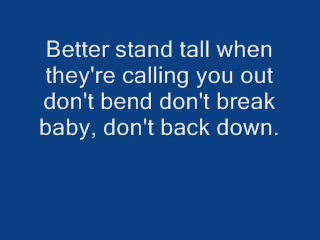 Better stand tall when
they're calling you out
don't bend don't break
baby, don't back down.